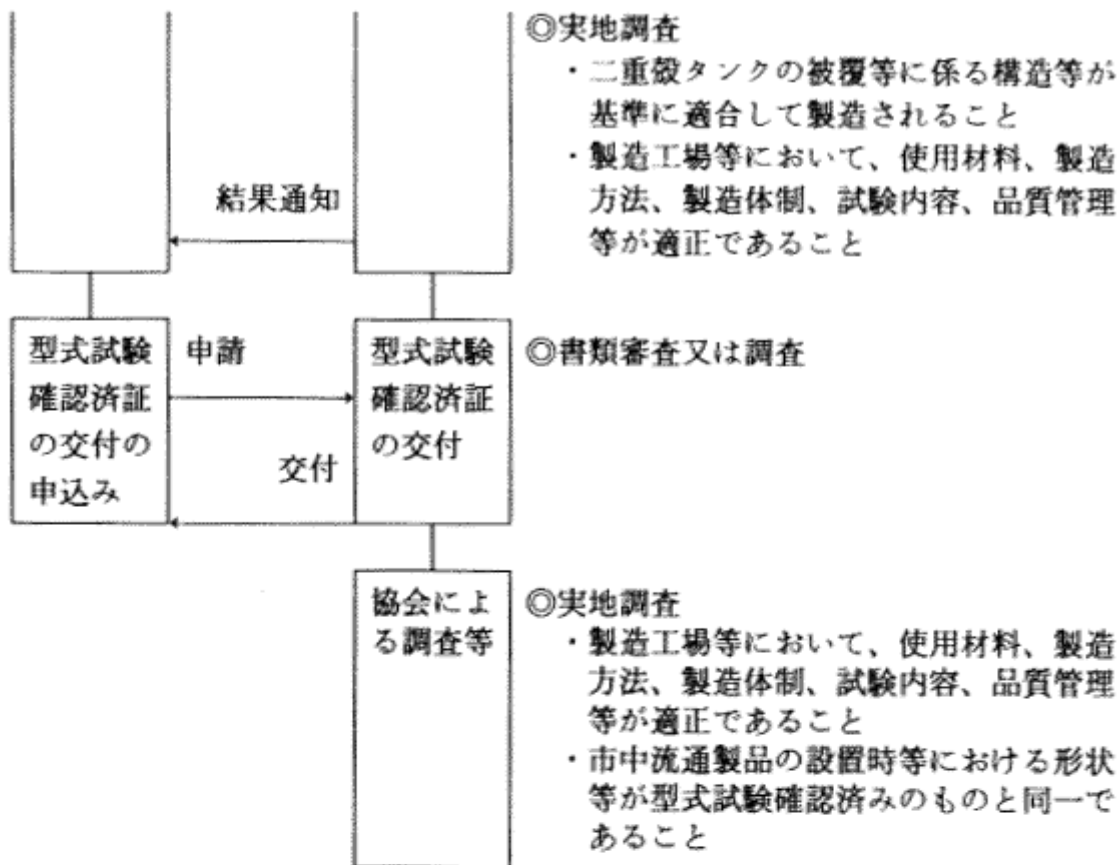 ◎実地調査
・二重殻タンクの被覆等に係る構造等が
基準に適合して製造されること
・製造工場等において、使用材料、製造
方法、製造体制、試験内容、品質管理
等が適正であること
結果通知
型式試験
確認済証
の交付の
申込み
申請
交付
型式試験
確認済証
の交付
◎書類審査又は調査
協会によ
る調査等
◎実地調査
・製造工場等において、使用材料、製造
方法、製造体制、試験内容、品質管理
等が適正であること
・市中流通製品の設置時等における形状
等が型式試験確認済みのものと同一で
あること